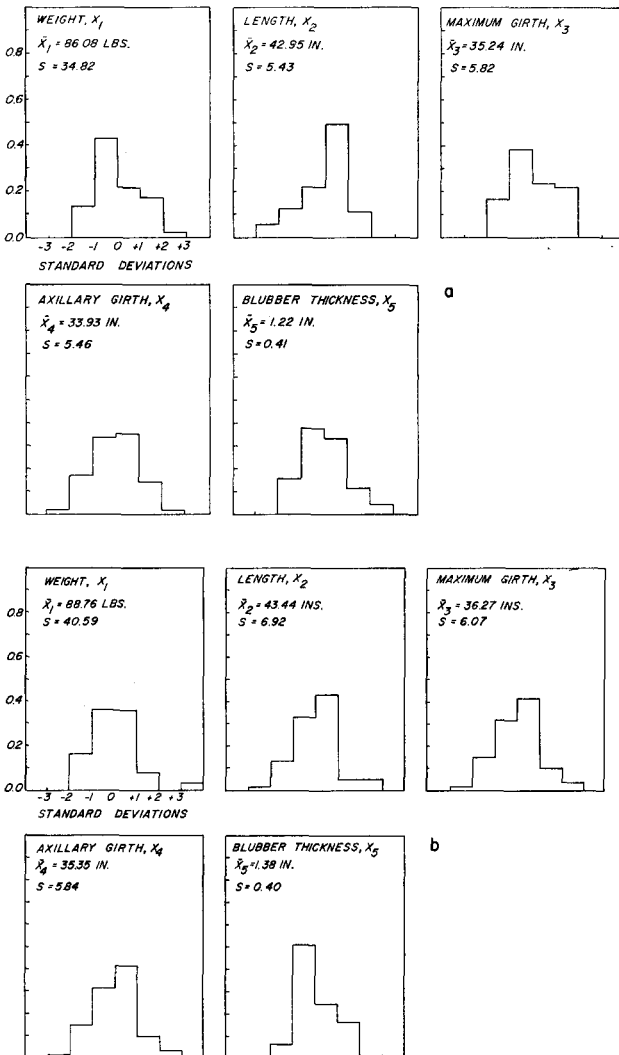 WEIGHT, X1
X̄1 = 86.08 LBS.
S = 34.82
LENGTH, X2
X̄2 = 42.95 IN.
S = 5.43
MAXIMUM GIRTH, X3
X̄3 = 35.24 IN.
S = 5.82
0.8
0.6
0.4
0.2
0.0
-3 -2 -1 0 +1 +2 +3
STANDARD DEVIATIONS
AXILLARY GIRTH, X4
X̄4 = 33.93 IN.
S = 5.46
BLUBBER THICKNESS, X5
X̄5 = 1.22 IN.
S = 0.41
a
WEIGHT, X1
X̄1 = 88.76 LBS.
S = 40.59
LENGTH, X2
X̄2 = 43.44 INS.
S = 6.92
MAXIMUM GIRTH, X3
X̄3 = 36.27 INS.
S = 6.07
0.8
0.6
0.4
0.2
0.0
-3 -2 -1 0 +1 +2 +3
STANDARD DEVIATIONS
AXILLARY GIRTH, X4
X̄4 = 35.35 IN.
S = 5.84
BLUBBER THICKNESS, X5
X̄5 = 1.38 IN.
S = 0.40
b